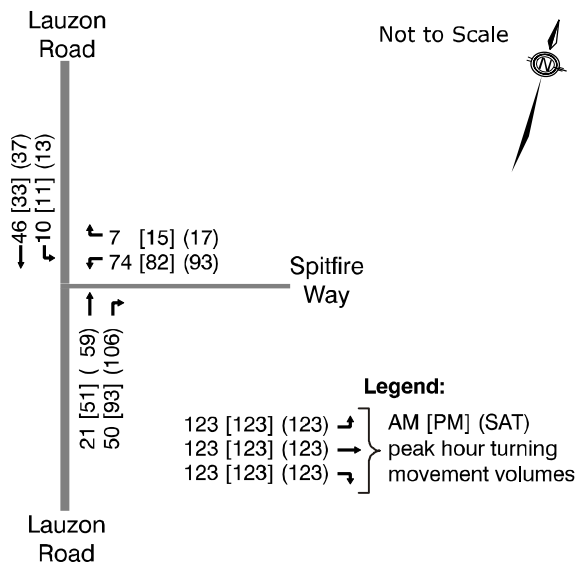 Lauzon
Road
Not to Scale
N
46 [33] (37)
10 [11] (13)
7 [15] (17)
74 [82] (93)
Spitfire
Way
21 [51] ( 59)
50 [93] (106)
Legend:
123 [123] (123)
123 [123] (123)
123 [123] (123)
AM [PM] (SAT)
peak hour turning
movement volumes
Lauzon
Road